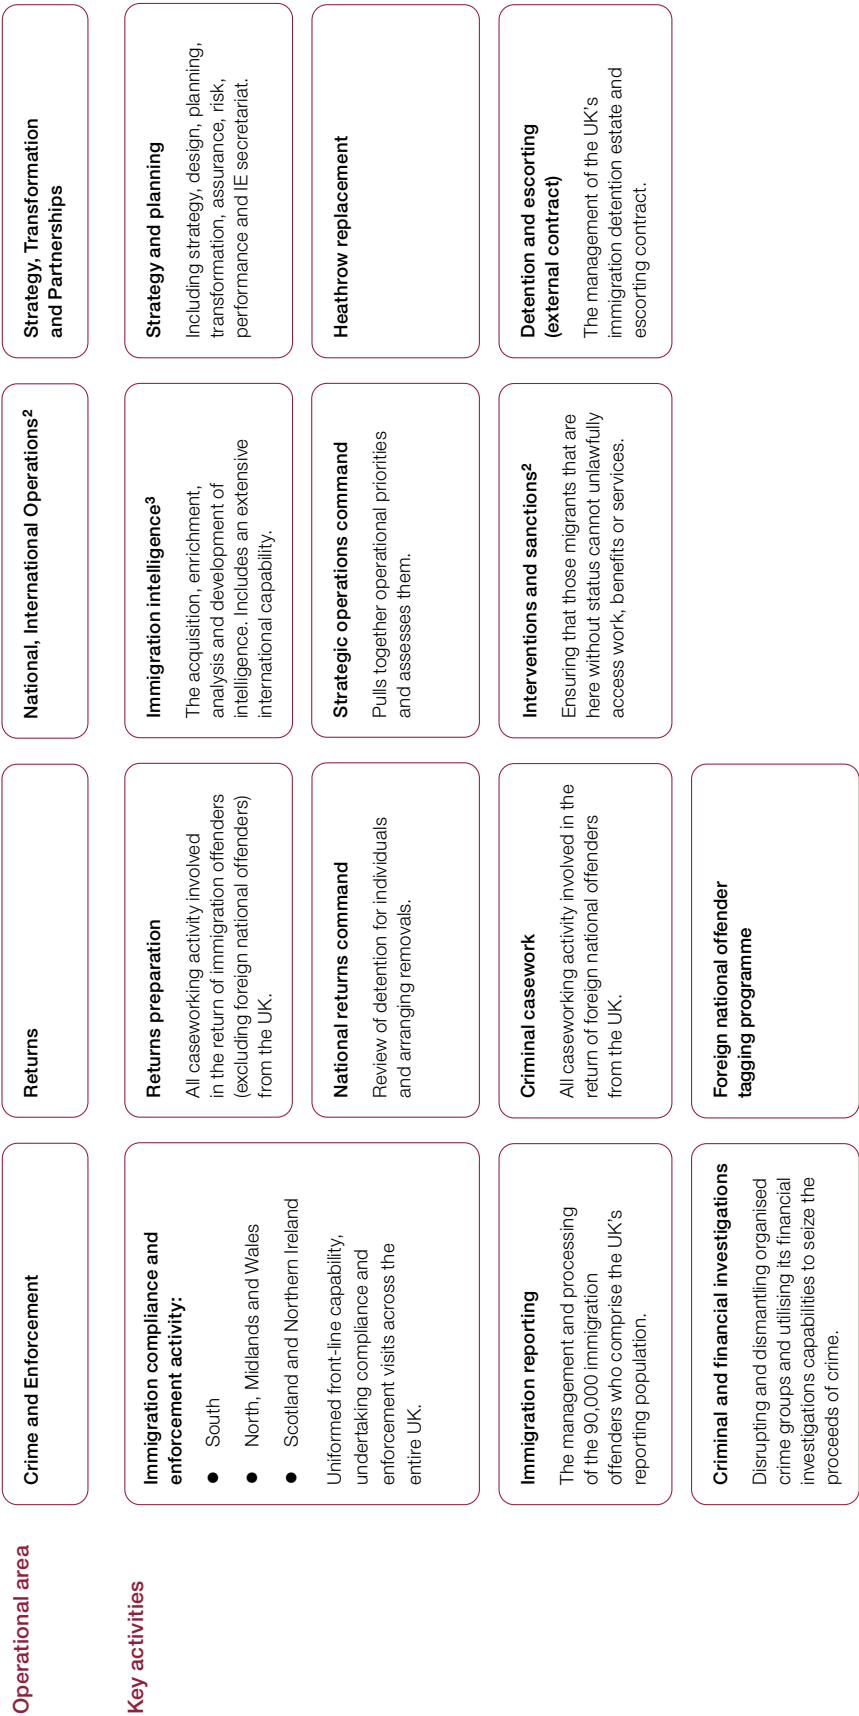 Operational area
Crime and Enforcement
Returns
National, International Operations²
Strategy, Transformation
and Partnerships
Key activities
Immigration compliance and
enforcement activity:
● South
● North, Midlands and Wales
● Scotland and Northern Ireland
Uniformed front-line capability,
undertaking compliance and
enforcement visits across the
entire UK.
Immigration reporting
The management and processing
of the 90,000 immigration
offenders who comprise the UK's
reporting population.
Criminal and financial investigations
Disrupting and dismantling organised
crime groups and utilising its financial
investigations capabilities to seize the
proceeds of crime.
Returns preparation
All caseworking activity involved
in the return of immigration offenders
(excluding foreign national offenders)
from the UK.
National returns command
Review of detention for individuals
and arranging removals.
Criminal casework
All caseworking activity involved in the
return of foreign national offenders
from the UK.
Foreign national offender
tagging programme
Immigration intelligence³
The acquisition, enrichment,
analysis and development of
intelligence. Includes an extensive
international capability.
Strategic operations command
Pulls together operational priorities
and assesses them.
Interventions and sanctions²
Ensuring that those migrants that are
here without status cannot unlawfully
access work, benefits or services.
Strategy and planning
Including strategy, design, planning,
transformation, assurance, risk,
performance and IE secretariat.
Heathrow replacement
Detention and escorting
(external contract)
The management of the UK's
immigration detention estate and
escorting contract.